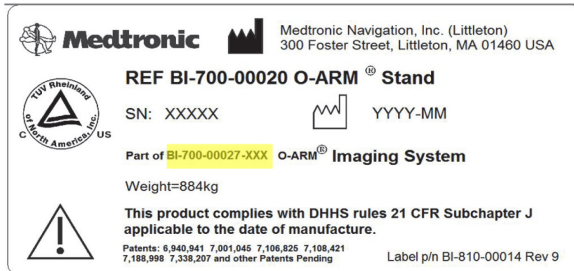 Medtronic
Medtronic Navigation, Inc. (Littleton)
300 Foster Street, Littleton, MA 01460 USA
TUV Rheinland
of North America, Inc.
C US
REF BI-700-00020 O-ARM ® Stand
SN: XXXXX YYYY-MM
Part of BI-700-00027-XXX O-ARM® Imaging System
Weight=884kg
This product complies with DHHS rules 21 CFR Subchapter J
applicable to the date of manufacture.
Patents: 6,940,941 7,001,045 7,106,825 7,108,421
7,188,998 7,338,207 and other Patents Pending
Label p/n BI-810-00014 Rev 9